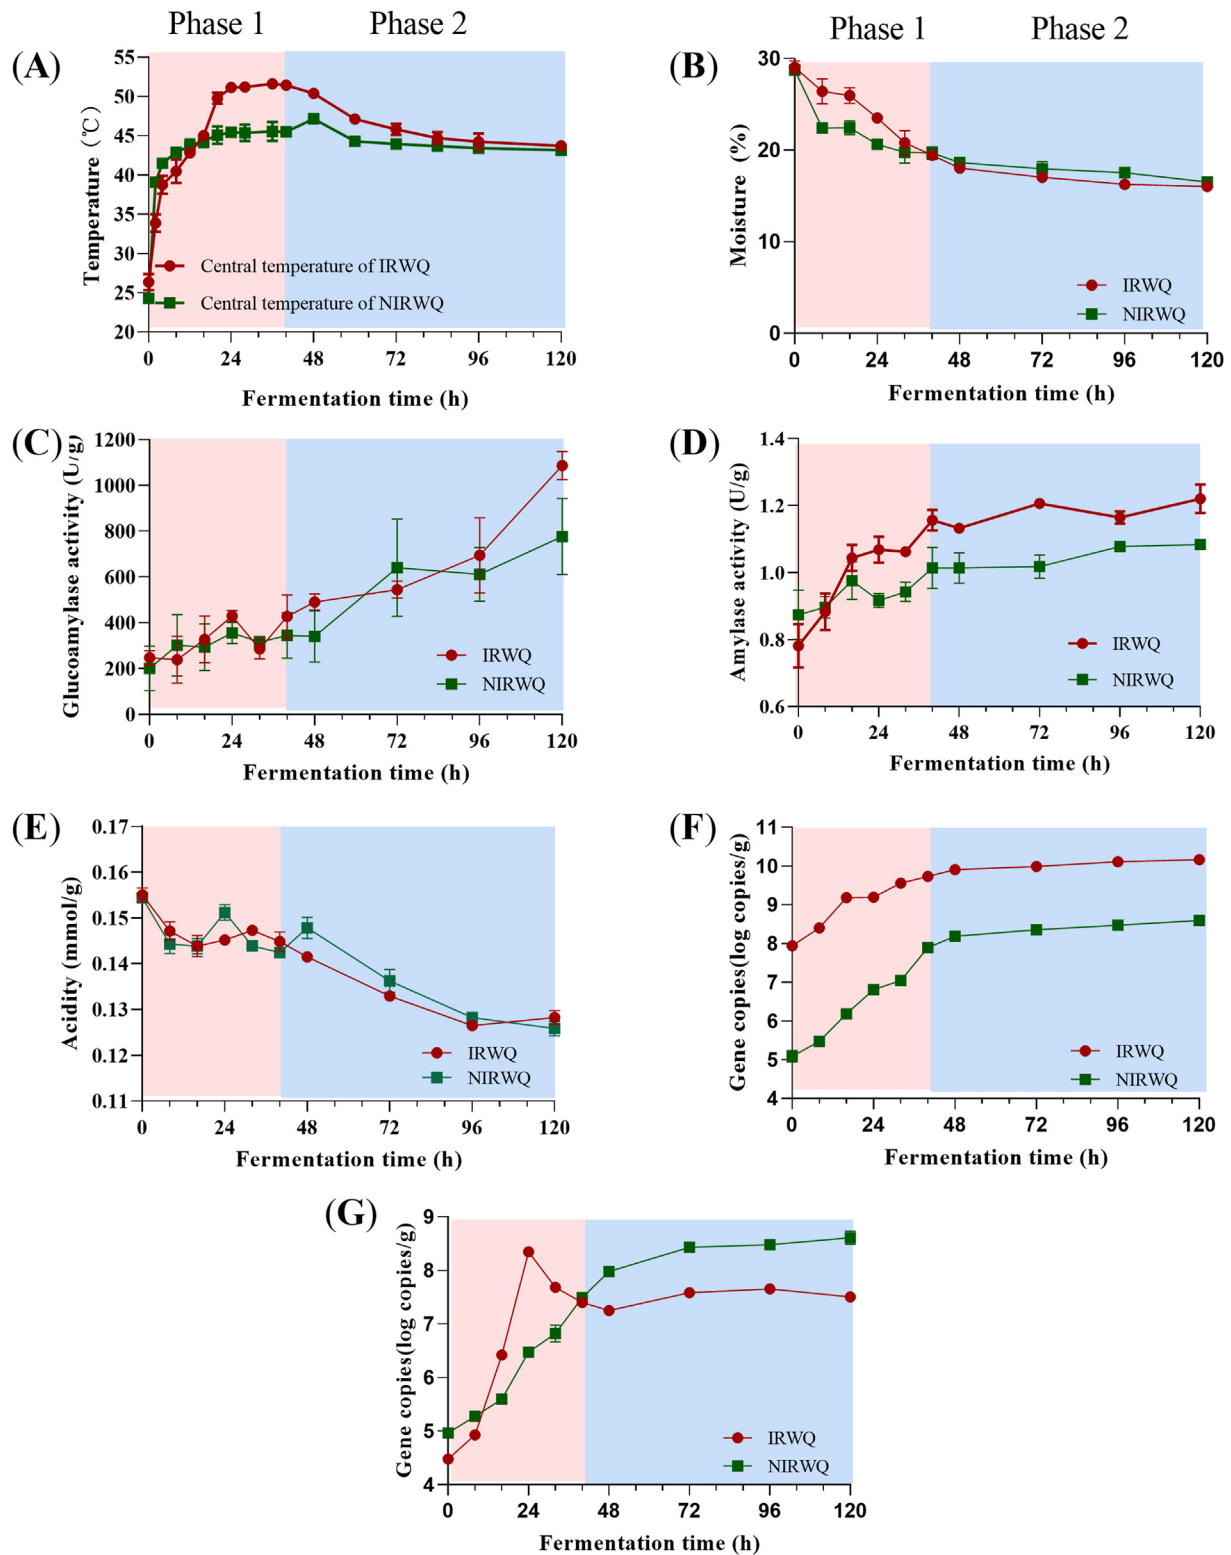 Phase 1 Phase 2
(A)
Temperature (℃)
55
50
45
40
35
30
25
20
Central temperature of IRWQ
Central temperature of NIRWQ
0 24 48 72 96 120
Fermentation time (h)
Phase 1 Phase 2
(B)
Moisture (%)
30
20
10
0
IRWQ
NIRWQ
0 24 48 72 96 120
Fermentation time (h)
(C)
Glucoamylase activity (U/g)
1200
1000
800
600
400
200
0
IRWQ
NIRWQ
0 24 48 72 96 120
Fermentation time (h)
(D)
Amylase activity (U/g)
1.4
1.2
1.0
0.8
0.6
IRWQ
NIRWQ
0 24 48 72 96 120
Fermentation time (h)
(E)
Acidity (mmol/g)
0.17
0.16
0.15
0.14
0.13
0.12
0.11
IRWQ
NIRWQ
0 24 48 72 96 120
Fermentation time (h)
(F)
Gene copies(log copies/g)
11
10
9
8
7
6
5
4
IRWQ
NIRWQ
0 24 48 72 96 120
Fermentation time (h)
(G)
Gene copies(log copies/g)
9
8
7
6
5
4
IRWQ
NIRWQ
0 24 48 72 96 120
Fermentation time (h)